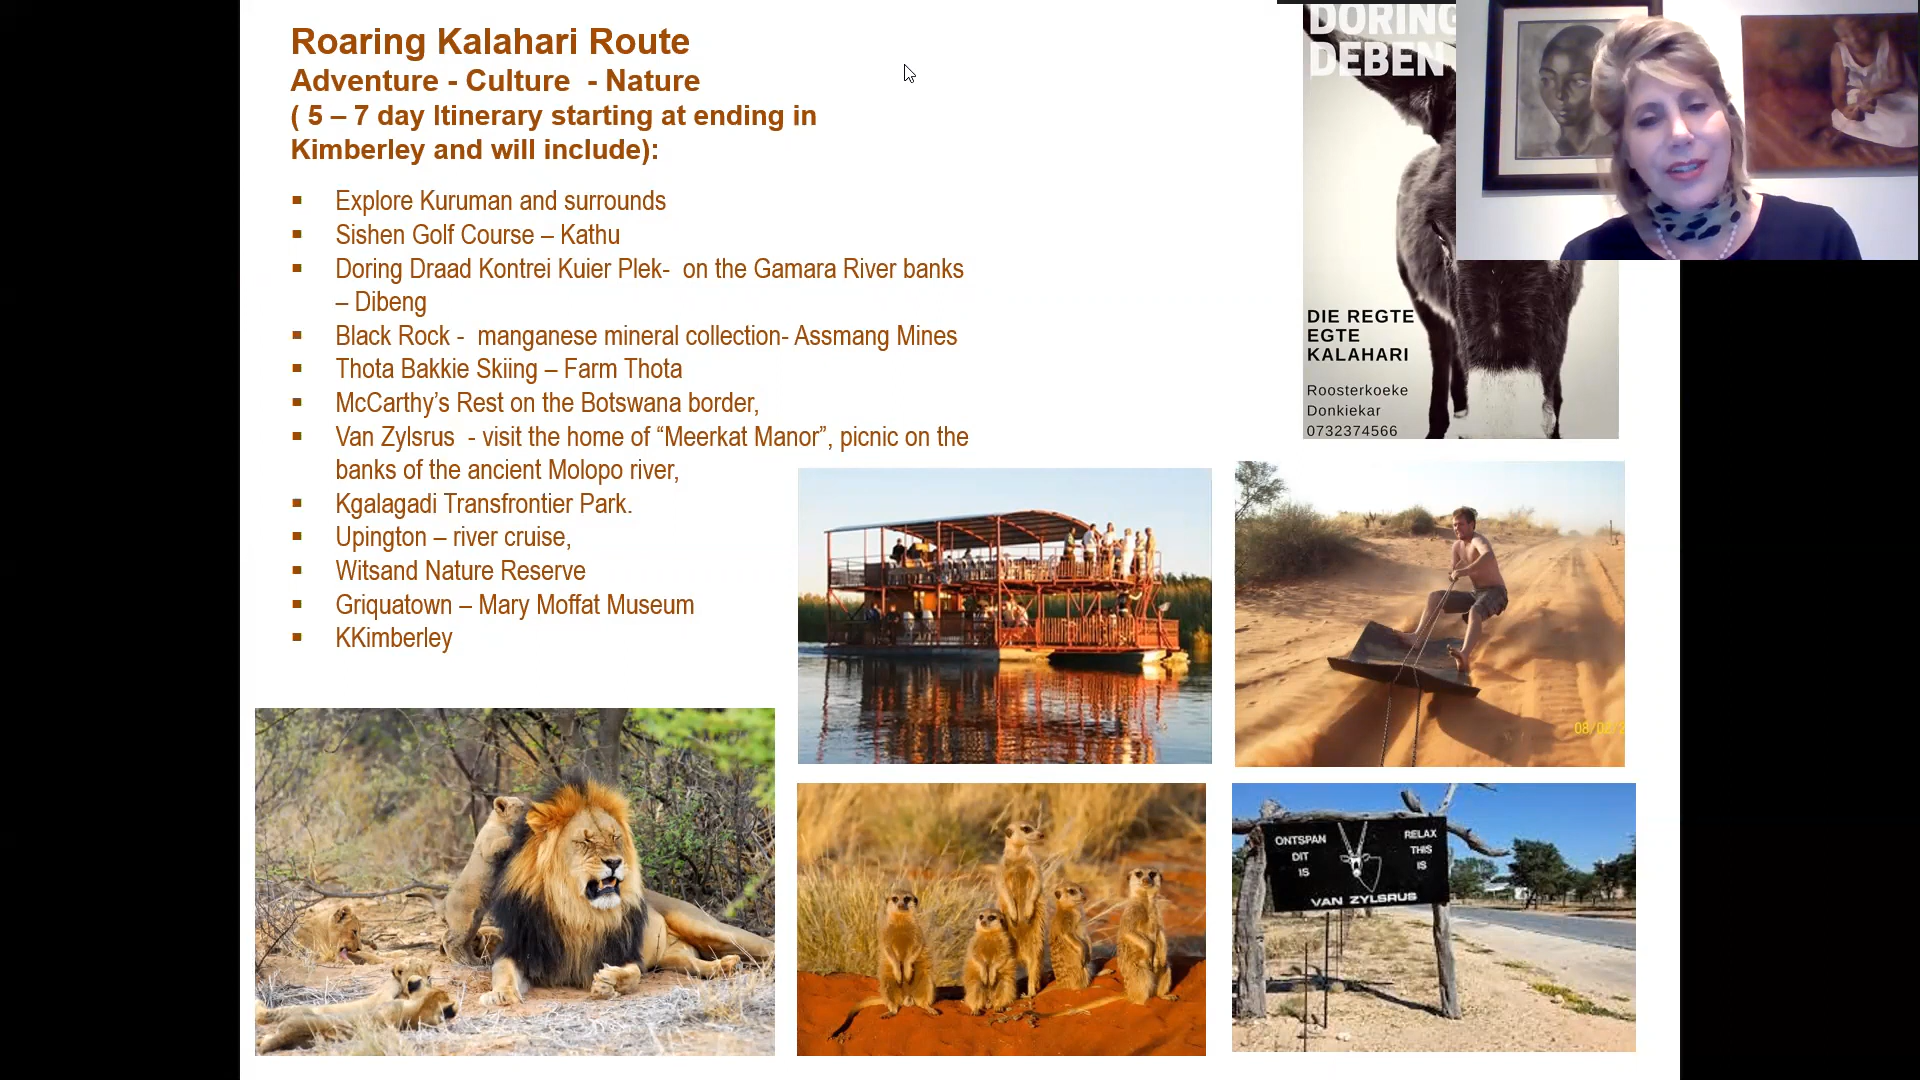 Roaring Kalahari Route
Adventure - Culture - Nature
( 5 – 7 day Itinerary starting at ending in
Kimberley and will include):
Explore Kuruman and surrounds
Sishen Golf Course – Kathu
Doring Draad Kontrei Kuier Plek- on the Gamara River banks
– Dibeng
Black Rock - manganese mineral collection- Assmang Mines
Thota Bakkie Skiing – Farm Thota
McCarthy’s Rest on the Botswana border,
Van Zylsrus - visit the home of “Meerkat Manor”, picnic on the
banks of the ancient Molopo river,
Kgalagadi Transfrontier Park.
Upington – river cruise,
Witsand Nature Reserve
Griquatown – Mary Moffat Museum
KKimberley
DORING
DEBEN
DIE REGTE
EGTE
KALAHARI
Roosterkoeke
Donkiekar
0732374566
ONTSPAN
DIT
IS
RELAX
THIS
IS
VAN ZYLSRUS